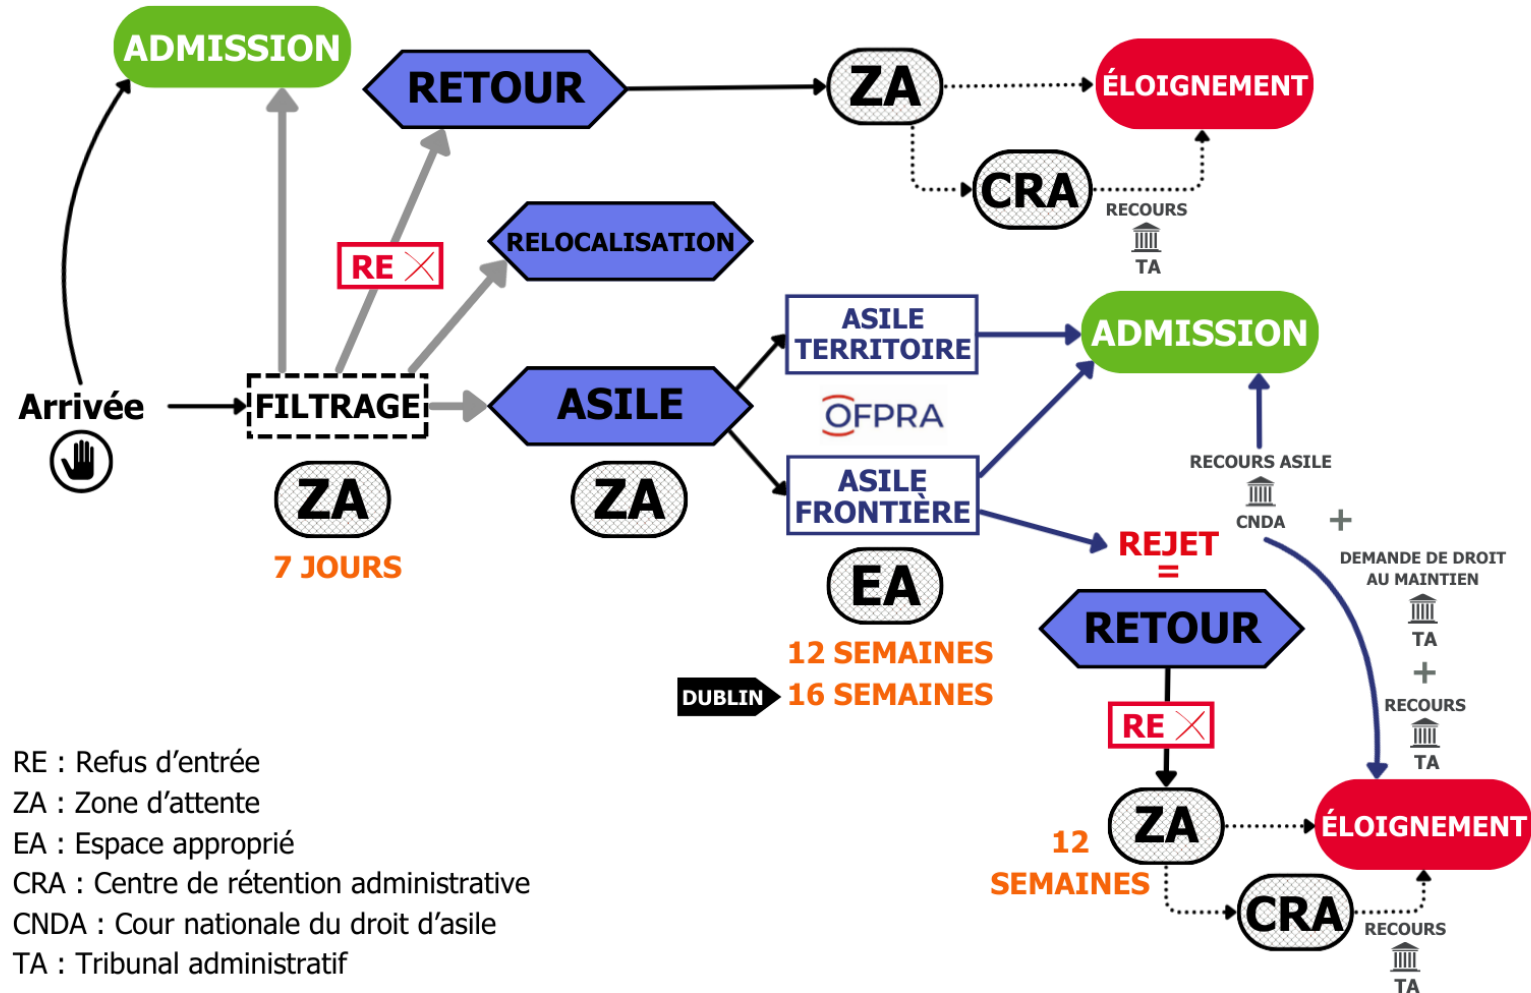 ADMISSION
RETOUR
ZA
ÉLOIGNEMENT
CRA
RECOURS
TA
RE
RELOCALISATION
ASILE
TERRITOIRE
ADMISSION
Arrivée
FILTRAGE
ASILE
OFPRA
ZA
7 JOURS
ZA
ASILE
FRONTIÈRE
EA
12 SEMAINES
DUBLIN
16 SEMAINES
RECOURS ASILE
CNDA
+
DEMANDE DE DROIT
AU MAINTIEN
TA
+
RECOURS
TA
REJET
=
RETOUR
RE
ZA
12
SEMAINES
ÉLOIGNEMENT
CRA
RECOURS
TA
RE : Refus d’entrée
ZA : Zone d’attente
EA : Espace approprié
CRA : Centre de rétention administrative
CNDA : Cour nationale du droit d’asile
TA : Tribunal administratif